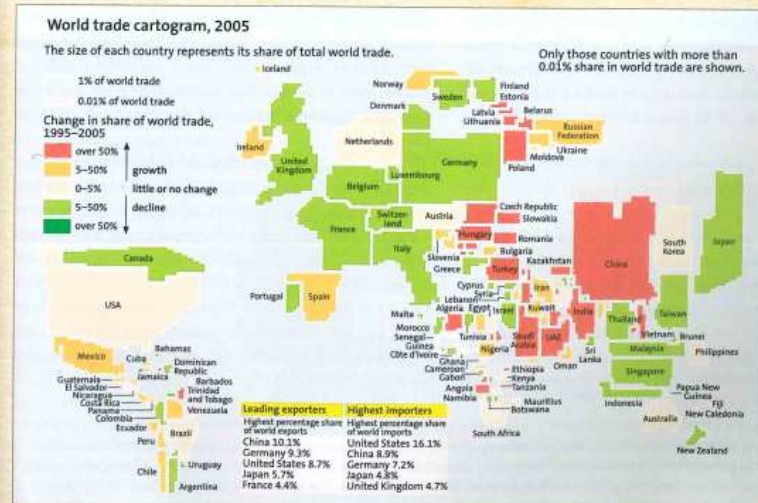 World trade cartogram, 2005
The size of each country represents its share of total world trade.
Only those countries with more than
0.01% share in world trade are shown.
1% of world trade
0.01% of world trade
Change in share of world trade,
1995–2005
over 50%
5–50%
growth
0–5%
little or no change
5–50%
decline
over 50%
Iceland
Norway
Sweden
Finland
Estonia
Denmark
Latvia
Belarus
Lithuania
Russian
Federation
Ireland
Netherlands
Ukraine
Moldova
Poland
United
Kingdom
Germany
Luxembourg
Belgium
Czech Republic
Slovakia
Switzer-
land
Austria
France
Hungary
Romania
Italy
Bulgaria
Slovenia
Greece
Turkey
Kazakhstan
China
South
Korea
Japan
Canada
USA
Portugal
Spain
Cyprus
Syria
Lebanon
Iran
Malta
Algeria
Egypt
Israel
Kuwait
India
Thailand
Taiwan
Morocco
Senegal
Tunisia
Saudi
Arabia
UAE
Vietnam
Brunei
Guinea
Côte d'Ivoire
Nigeria
Oman
Sri
Lanka
Malaysia
Philippines
Ghana
Cameroon
Gabon
Ethiopia
Kenya
Tanzania
Singapore
Angola
Namibia
Mauritius
Botswana
Indonesia
Papua New
Guinea
Fiji
New Caledonia
South Africa
Australia
New Zealand
Mexico
Bahamas
Cuba
Dominican
Republic
Jamaica
Guatemala
El Salvador
Nicaragua
Costa Rica
Panama
Colombia
Barbados
Trinidad
and Tobago
Venezuela
Ecuador
Peru
Brazil
Chile
Uruguay
Argentina
Leading exporters
Highest percentage share
of world exports
China 10.1%
Germany 9.3%
United States 8.7%
Japan 5.7%
France 4.4%
Highest importers
Highest percentage share
of world imports
United States 16.1%
China 8.9%
Germany 7.2%
Japan 4.8%
United Kingdom 4.7%